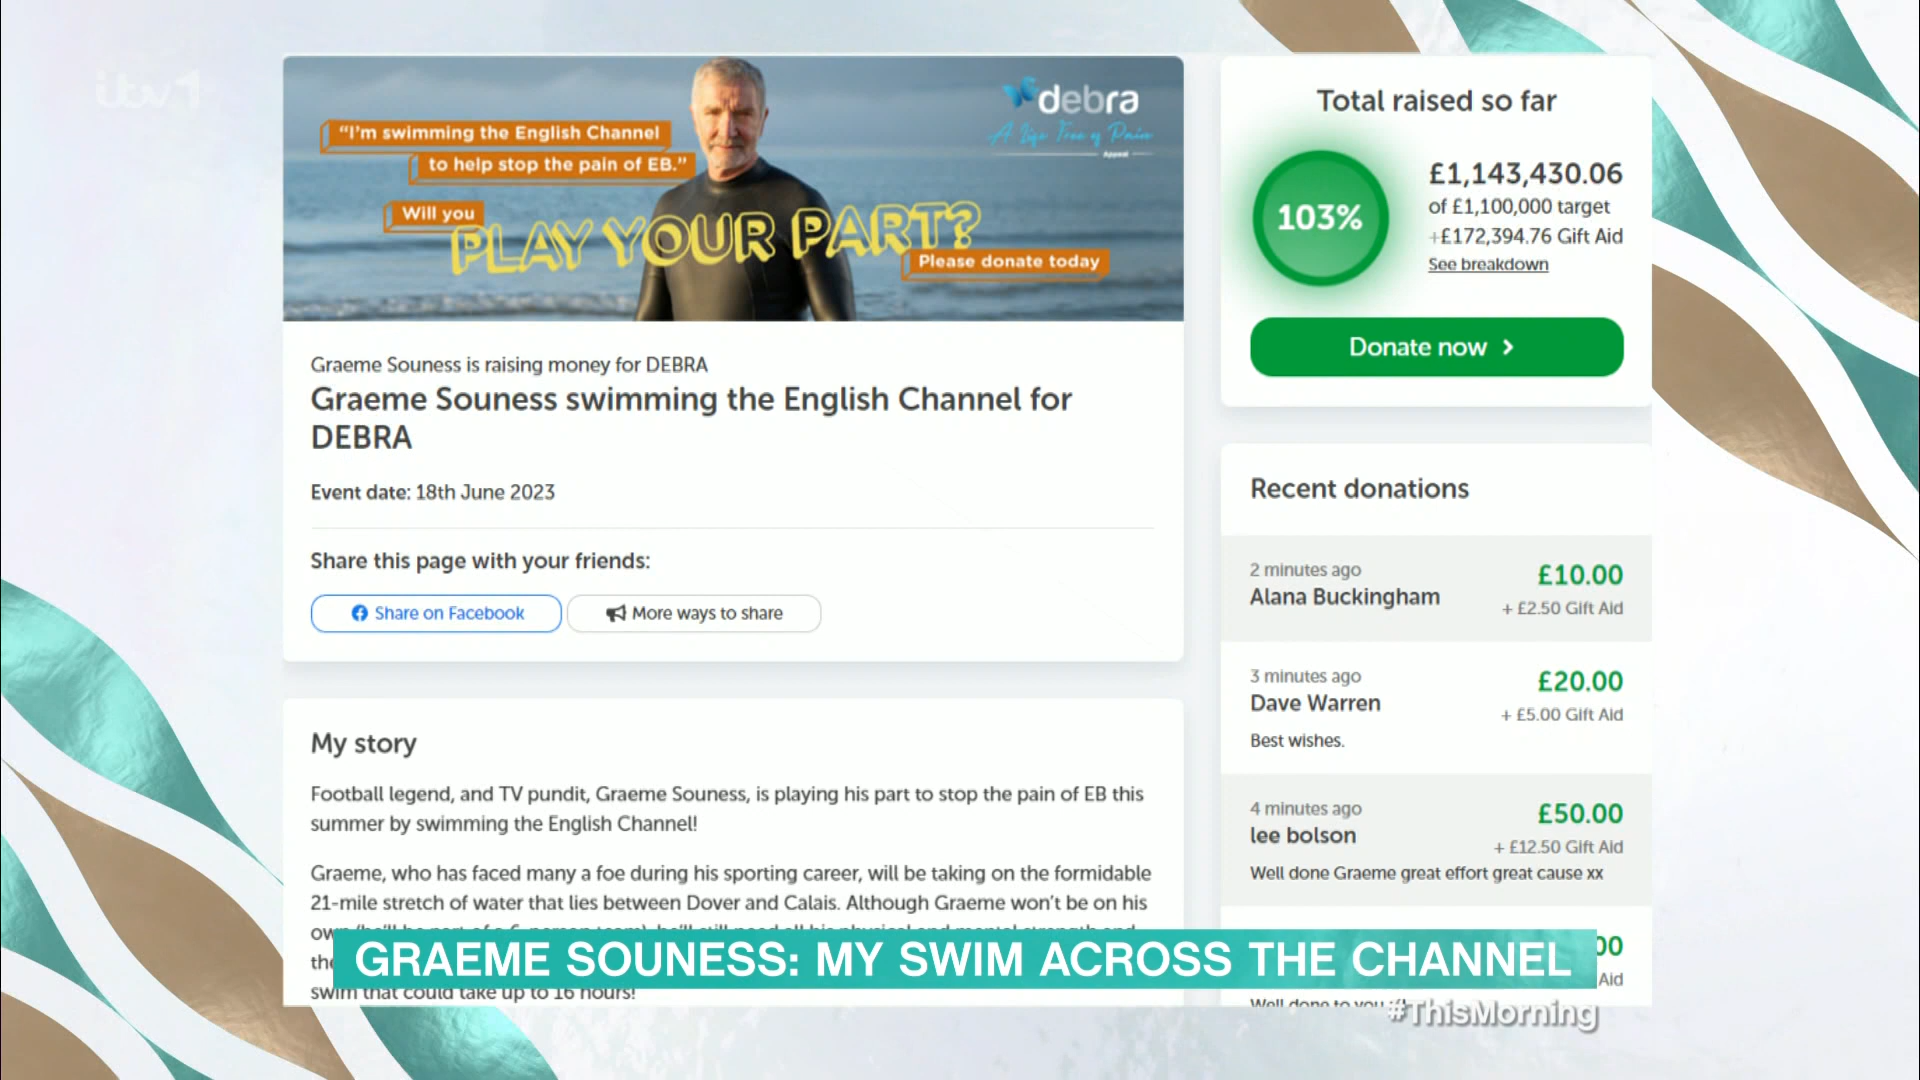 itv1
"I'm swimming the English Channel
to help stop the pain of EB."
Will you
PLAY YOUR PART?
Please donate today
debra
A Life Free of Pain
Appeal
Graeme Souness is raising money for DEBRA
Graeme Souness swimming the English Channel for
DEBRA
Event date: 18th June 2023
Share this page with your friends:
Share on Facebook
More ways to share
My story
Football legend, and TV pundit, Graeme Souness, is playing his part to stop the pain of EB this
summer by swimming the English Channel!
Graeme, who has faced many a foe during his sporting career, will be taking on the formidable
21-mile stretch of water that lies between Dover and Calais. Although Graeme won't be on his
swim that could take up to 16 hours!
Total raised so far
103%
£1,143,430.06
of £1,100,000 target
+£172,394.76 Gift Aid
See breakdown
Donate now
Recent donations
2 minutes ago
Alana Buckingham
£10.00
+ £2.50 Gift Aid
3 minutes ago
Dave Warren
£20.00
+ £5.00 Gift Aid
Best wishes.
4 minutes ago
lee bolson
£50.00
+ £12.50 Gift Aid
Well done Graeme great effort great cause xx
00
Aid
Well done to you
GRAEME SOUNESS: MY SWIM ACROSS THE CHANNEL
#ThisMorning